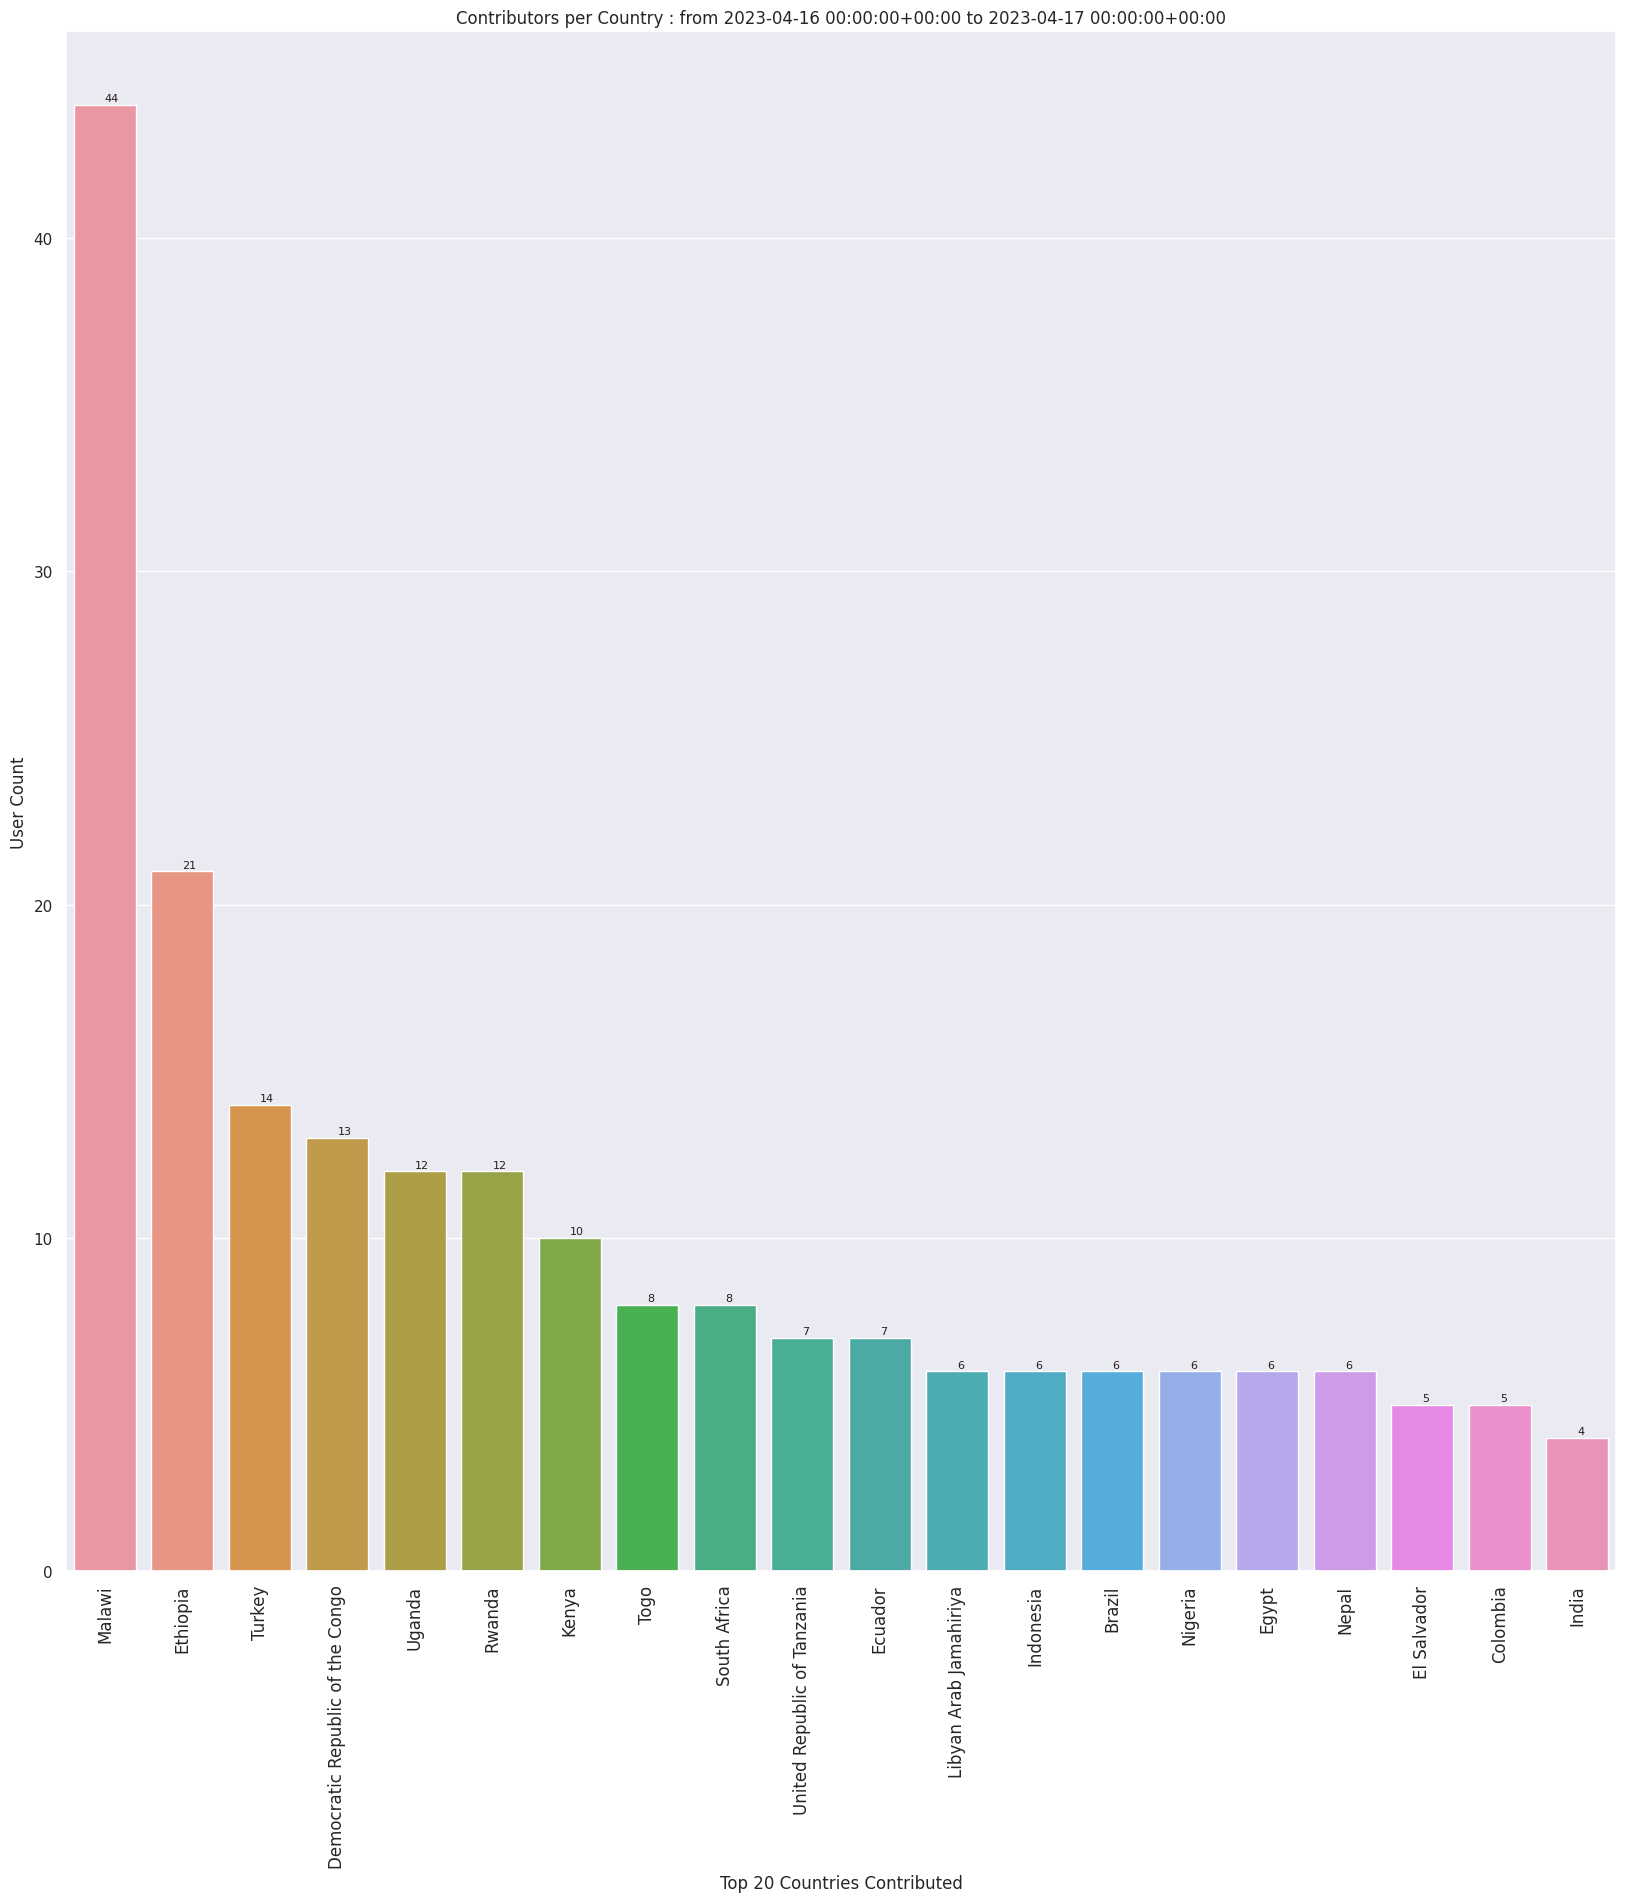 Contributors per Country : from 2023-04-16 00:00:00+00:00 to 2023-04-17 00:00:00+00:00
User Count
40
30
20
10
0
44
21
14
13
12
12
10
8
8
7
7
6
6
6
6
6
6
5
5
4
Malawi
Ethiopia
Turkey
Democratic Republic of the Congo
Uganda
Rwanda
Kenya
Togo
South Africa
United Republic of Tanzania
Ecuador
Libyan Arab Jamahiriya
Indonesia
Brazil
Nigeria
Egypt
Nepal
El Salvador
Colombia
India
Top 20 Countries Contributed